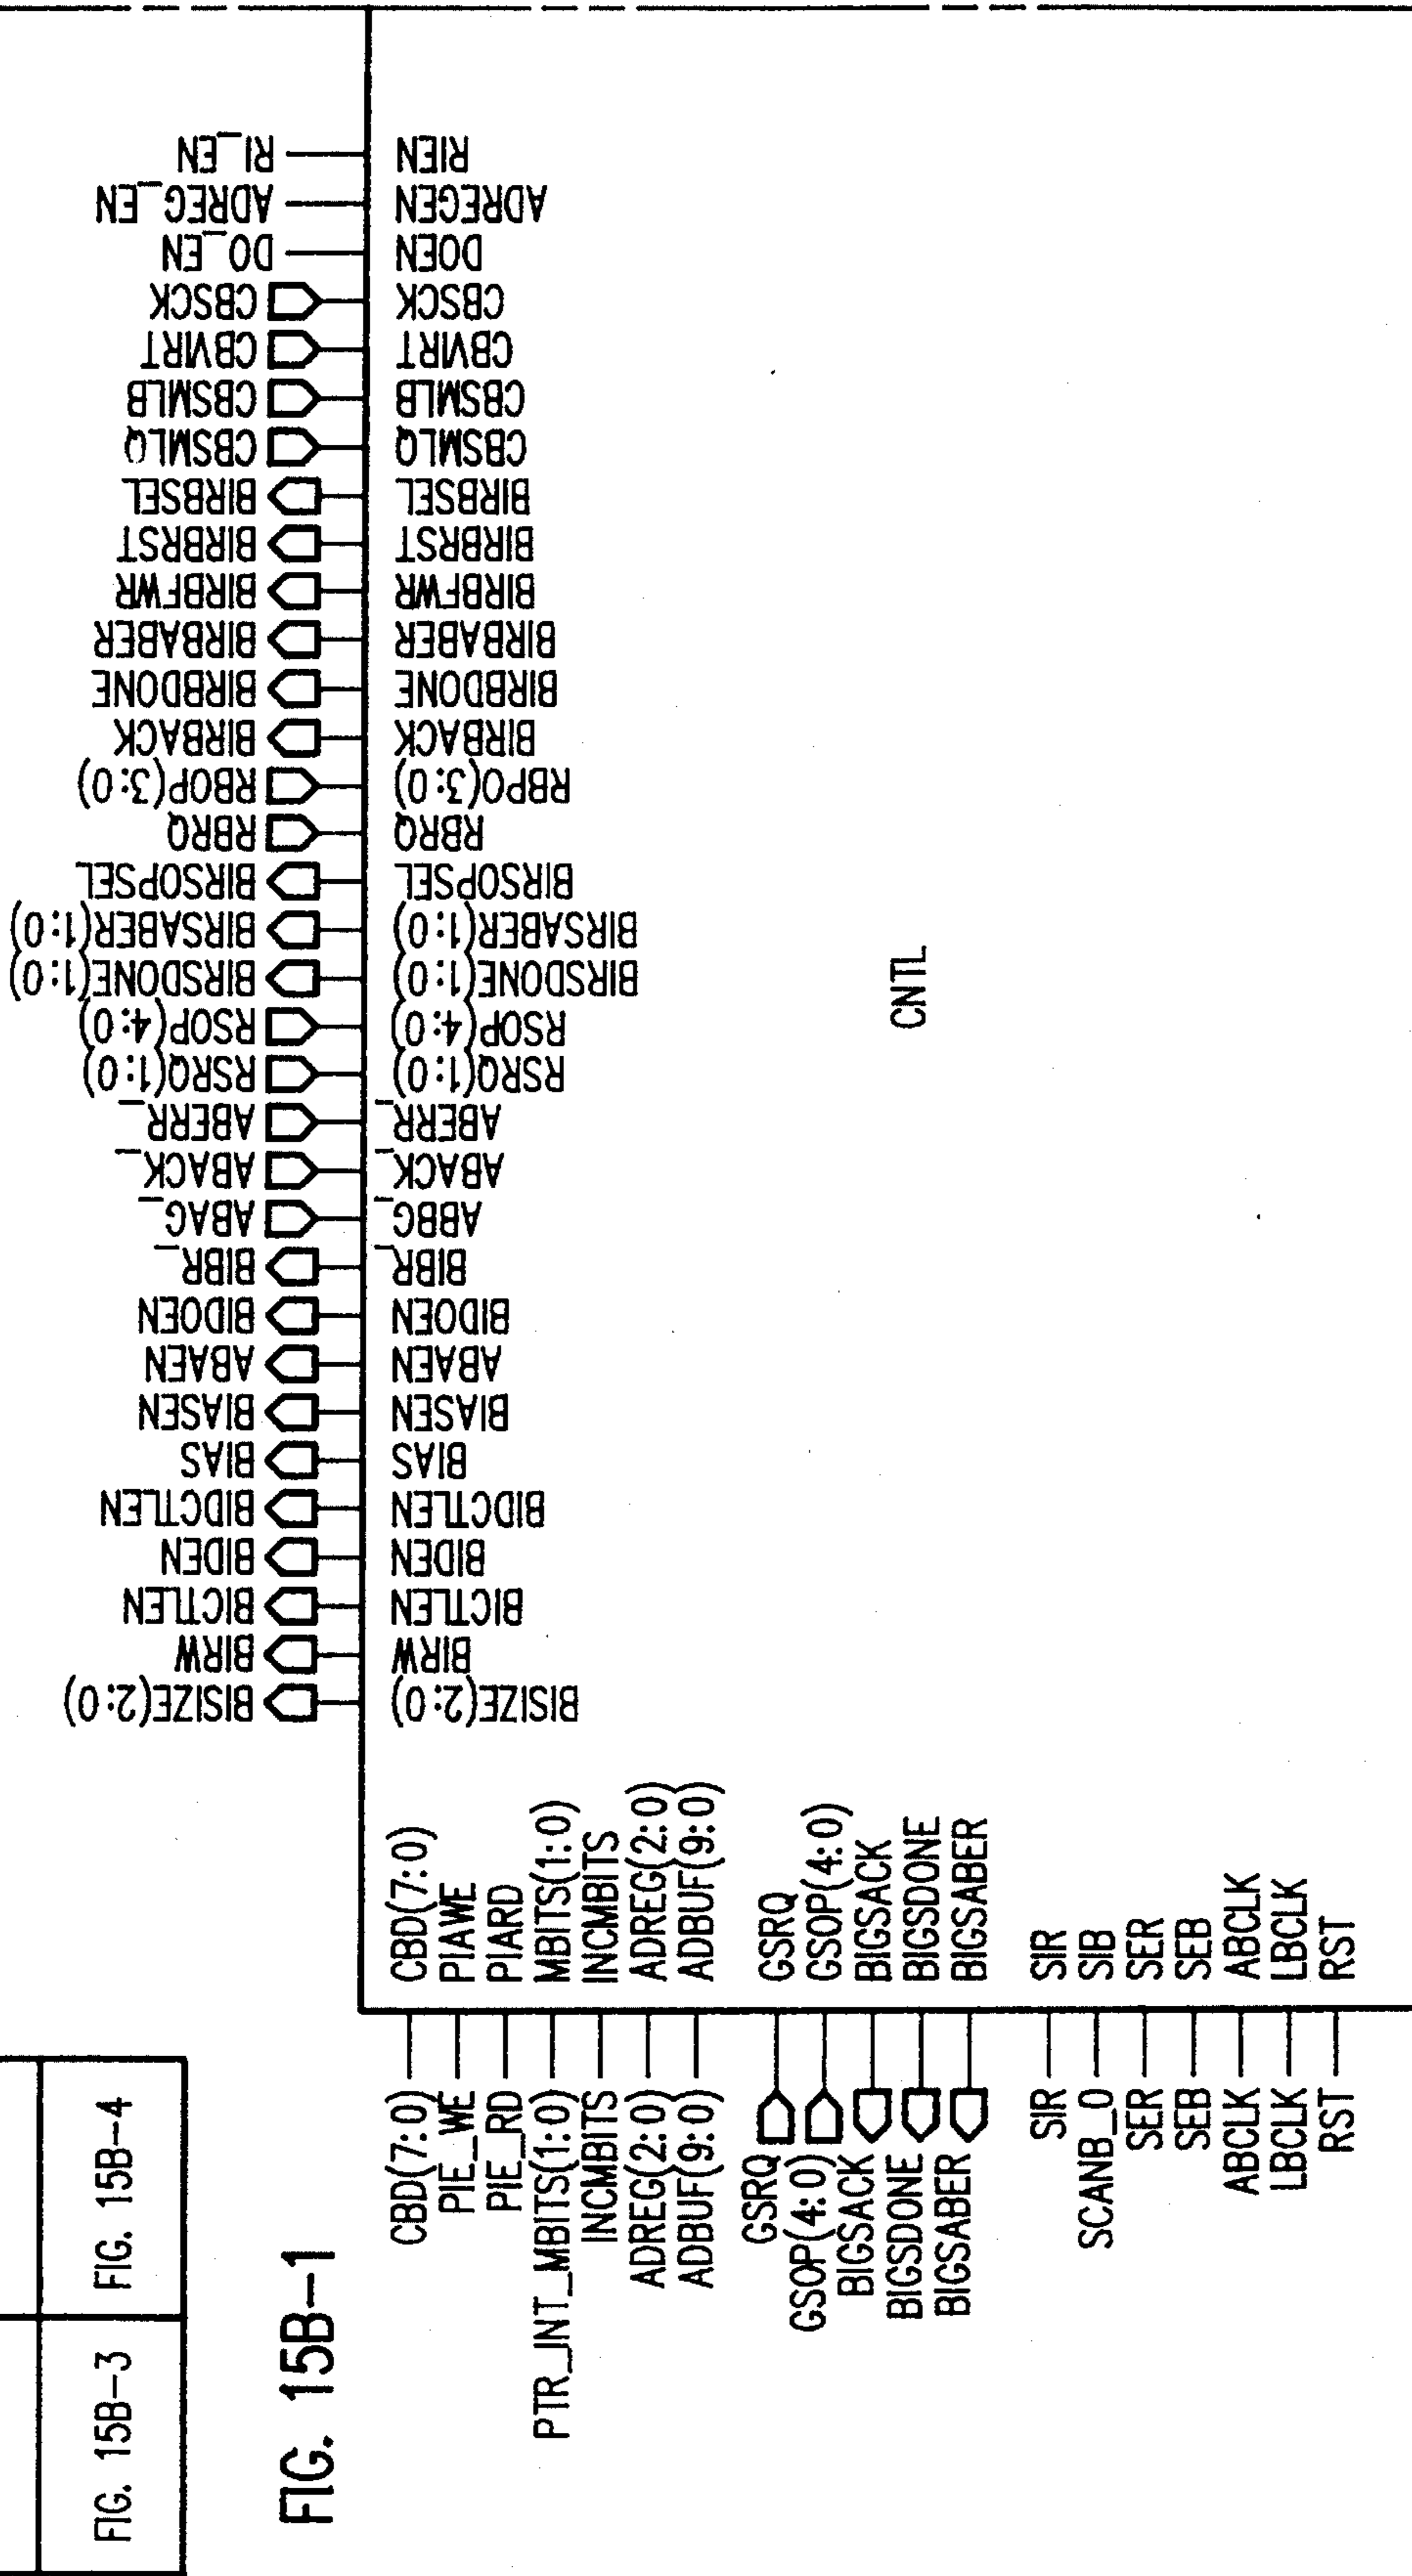 FIG. 15B-3
FIG. 15B-4
FIG. 15B-1
BISIZE(2:0) BISIZE(2:0)
BIRW BIRW
BICTLEN BICTLEN
BIDEN BIDEN
BIDCTLEN BIDCTLEN
BIAS BIAS
BIASEN BIASEN
ABAEN ABAEN
BIDOEN BIDOEN
BIBR_ BIBR_
ABAG_ ABBG_
ABACK_ ABACK_
ABERR_ ABERR_
RSRQ(1:0) RSRQ(1:0)
RSOP(4:0) RSOP(4:0)
BIRSDONE(1:0) BIRSDONE(1:0)
BIRSABER(1:0) BIRSABER(1:0)
BIRSOPSEL BIRSOPSEL
RBRQ RBRQ
RBOP(3:0) RBPO(3:0)
BIRBACK BIRBACK
BIRBDONE BIRBDONE
BIRBABER BIRBABER
BIRBFWR BIRBFWR
BIRBRST BIRBRST
BIRBSEL BIRBSEL
CBSMLQ CBSMLQ
CBSMLB CBSMLB
CBVIRT CBVIRT
CBSCK CBSCK
DO_EN DOEN
ADREG_EN ADREGEN
RI_EN RIEN
CBD(7:0) CBD(7:0)
PIE_WE PIAWE
PIE_RD PIARD
PTR_INT_MBITS(1:0) MBITS(1:0)
INCMBITS INCMBITS
ADREG(2:0) ADREG(2:0)
ADBUF(9:0) ADBUF(9:0)
GSRQ GSRQ
GSOP(4:0) GSOP(4:0)
BIGSACK BIGSACK
BIGSDONE BIGSDONE
BIGSABER BIGSABER
CNTL
SIR SIR
SCANB_0 SIB
SER SER
SEB SEB
ABCLK ABCLK
LBCLK LBCLK
RST RST